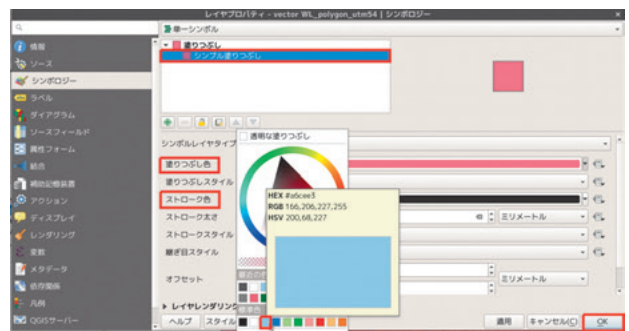 レイヤプロパティ - vector WL_polygon_utm54 | シンボロジー
単一シンボル
情報
ソース
シンボロジー
ラベル
ダイアグラム
ソースフィールド
属性フォーム
結合
補助記憶装置
アクション
ディスプレイ
レンダリング
変数
メタデータ
依存関係
凡例
QGISサーバー
塗りつぶし
シンプル塗りつぶし
シンボルレイヤタイプ
透明な塗りつぶし
塗りつぶし色
塗りつぶしスタイル
ストローク色
ストローク太さ
ミリメートル
ストロークスタイル
継ぎ目スタイル
オフセット
ミリメートル
HEX #a6cee3
RGB 166,206,227,255
HSV 200,68,227
標準色
レイヤレンダリング
ヘルプ
スタイル
適用
キャンセル(C)
OK